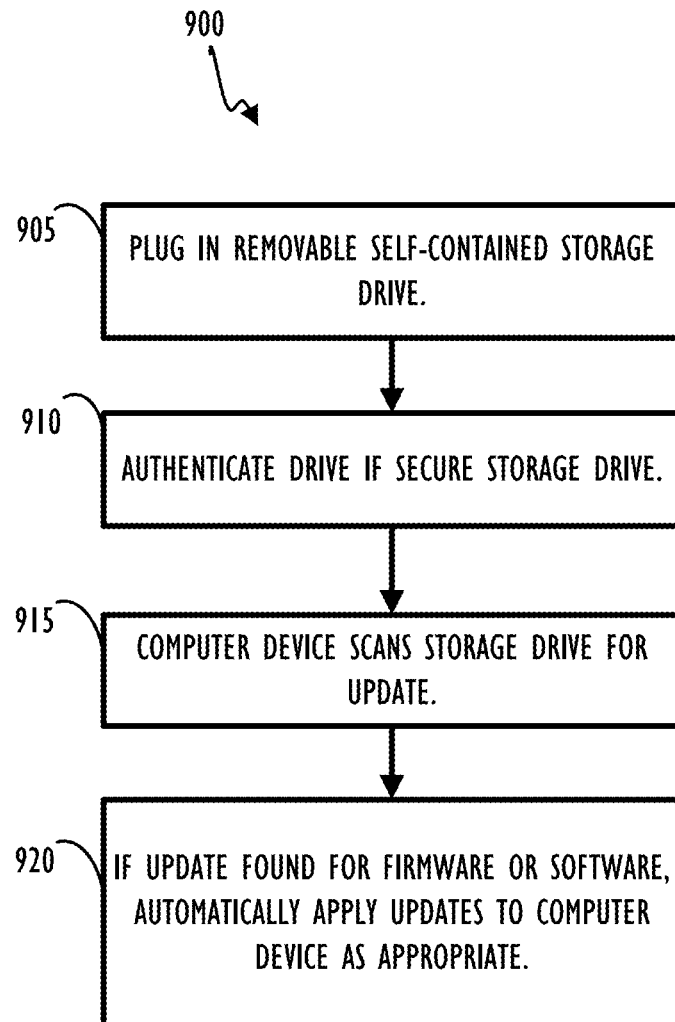 900
905
PLUG IN REMOVABLE SELF-CONTAINED STORAGE
DRIVE.
910
AUTHENTICATE DRIVE IF SECURE STORAGE DRIVE.
915
COMPUTER DEVICE SCANS STORAGE DRIVE FOR
UPDATE.
920
IF UPDATE FOUND FOR FIRMWARE OR SOFTWARE,
AUTOMATICALLY APPLY UPDATES TO COMPUTER
DEVICE AS APPROPRIATE.